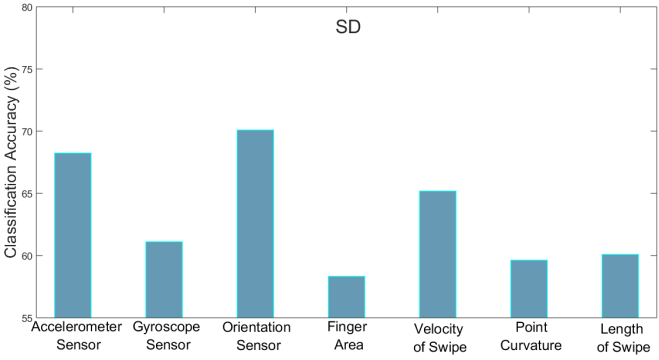 SD
Classification Accuracy (%)
80
75
70
65
60
55
Accelerometer
Sensor
Gyroscope
Sensor
Orientation
Sensor
Finger
Area
Velocity
of Swipe
Point
Curvature
Length
of Swipe